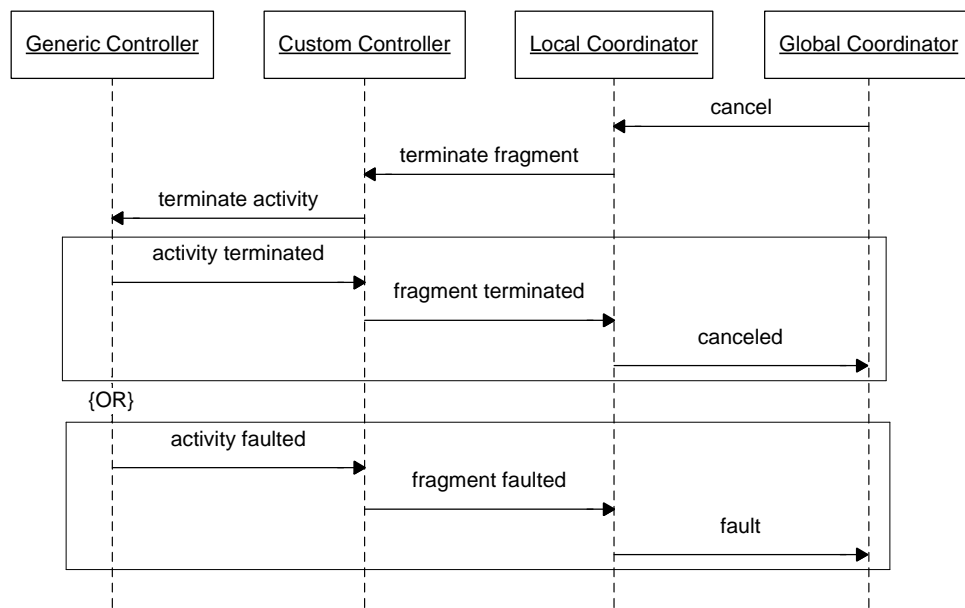 Generic Controller
Custom Controller
Local Coordinator
Global Coordinator
cancel
terminate fragment
terminate activity
activity terminated
fragment terminated
canceled
{OR}
activity faulted
fragment faulted
fault